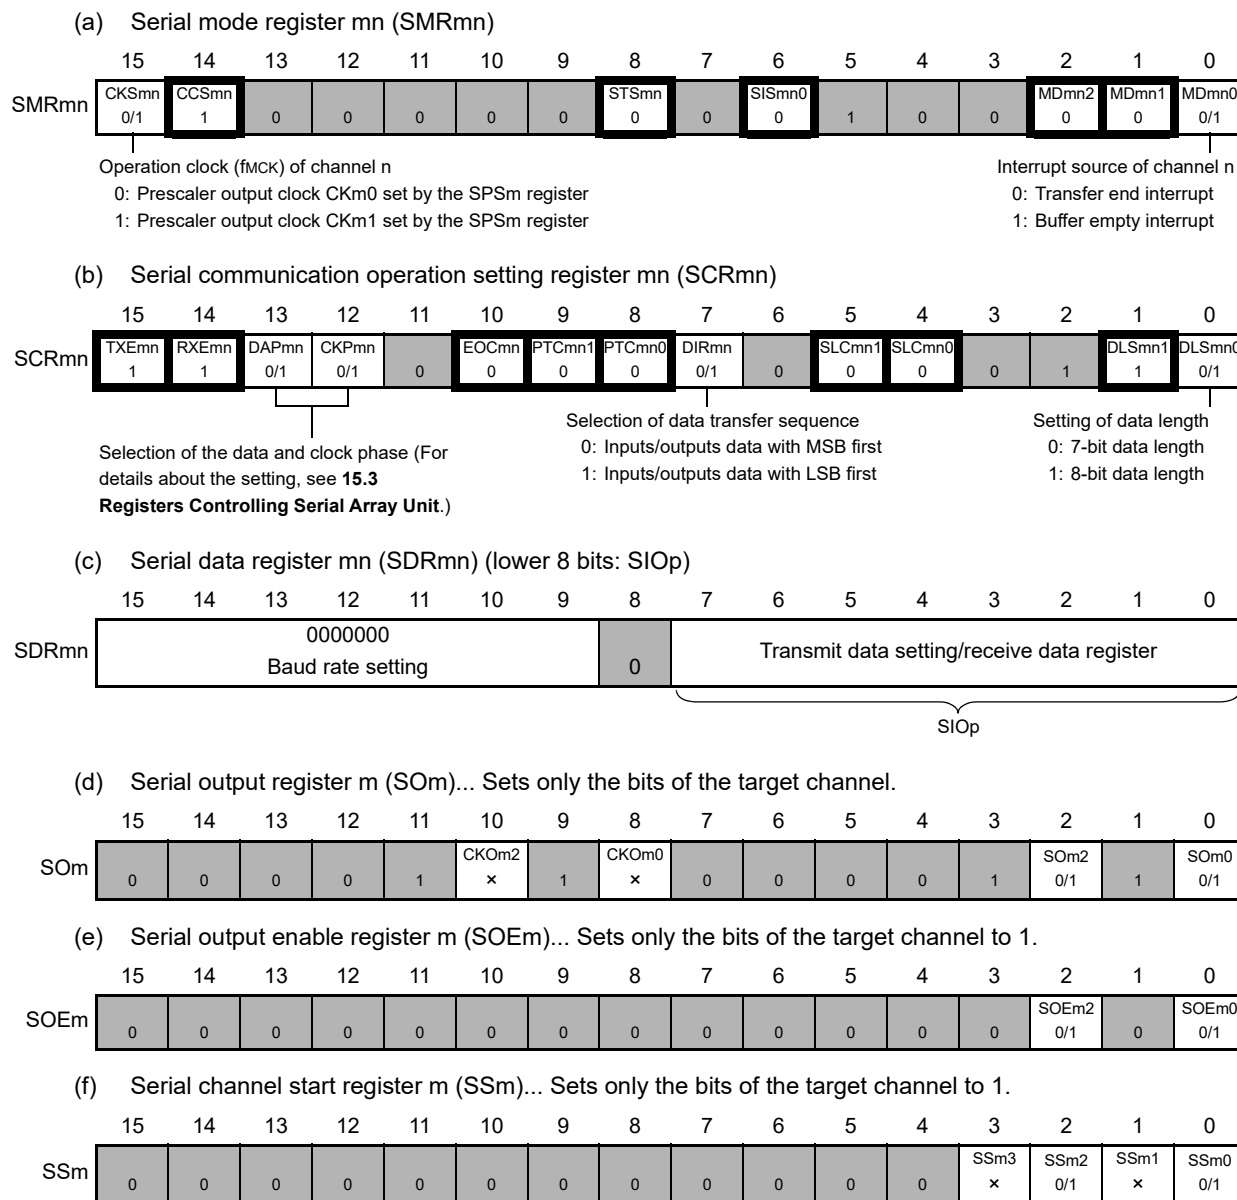 (a) Serial mode register mn (SMRmn)
15 14 13 12 11 10 9 8 7 6 5 4 3 2 1 0
SMRmn CKSmn CCSmn STSmn SISmn0 MDmn2 MDmn1 MDmn0
0/1 1 0 0 0 0 0 0 0 0 1 0 0 0 0 0/1
Operation clock (fMCK) of channel n
0: Prescaler output clock CKm0 set by the SPSm register
1: Prescaler output clock CKm1 set by the SPSm register
Interrupt source of channel n
0: Transfer end interrupt
1: Buffer empty interrupt
(b) Serial communication operation setting register mn (SCRmn)
15 14 13 12 11 10 9 8 7 6 5 4 3 2 1 0
SCRmn TXEmn RXEmn DAPmn CKPmn EOCmn PTCmn1 PTCmn0 DIRmn SLCmn1 SLCmn0 DLSmn1 DLSmn0
1 1 0/1 0/1 0 0 0 0 0/1 0 0 0 0 1 1 0/1
Selection of the data and clock phase (For
details about the setting, see 15.3
Registers Controlling Serial Array Unit.)
Selection of data transfer sequence
0: Inputs/outputs data with MSB first
1: Inputs/outputs data with LSB first
Setting of data length
0: 7-bit data length
1: 8-bit data length
(c) Serial data register mn (SDRmn) (lower 8 bits: SIOp)
15 14 13 12 11 10 9 8 7 6 5 4 3 2 1 0
SDRmn
0000000
Baud rate setting
0
Transmit data setting/receive data register
SIOp
(d) Serial output register m (SOm)... Sets only the bits of the target channel.
15 14 13 12 11 10 9 8 7 6 5 4 3 2 1 0
SOm CKOm2 CKOm0 SOm2 SOm0
0 0 0 0 1 × 1 × 0 0 0 0 1 0/1 1 0/1
(e) Serial output enable register m (SOEm)... Sets only the bits of the target channel to 1.
15 14 13 12 11 10 9 8 7 6 5 4 3 2 1 0
SOEm SOEm2 SOEm0
0 0 0 0 0 0 0 0 0 0 0 0 0 0/1 0 0/1
(f) Serial channel start register m (SSm)... Sets only the bits of the target channel to 1.
15 14 13 12 11 10 9 8 7 6 5 4 3 2 1 0
SSm SSm3 SSm2 SSm1 SSm0
0 0 0 0 0 0 0 0 0 0 0 0 × 0/1 × 0/1